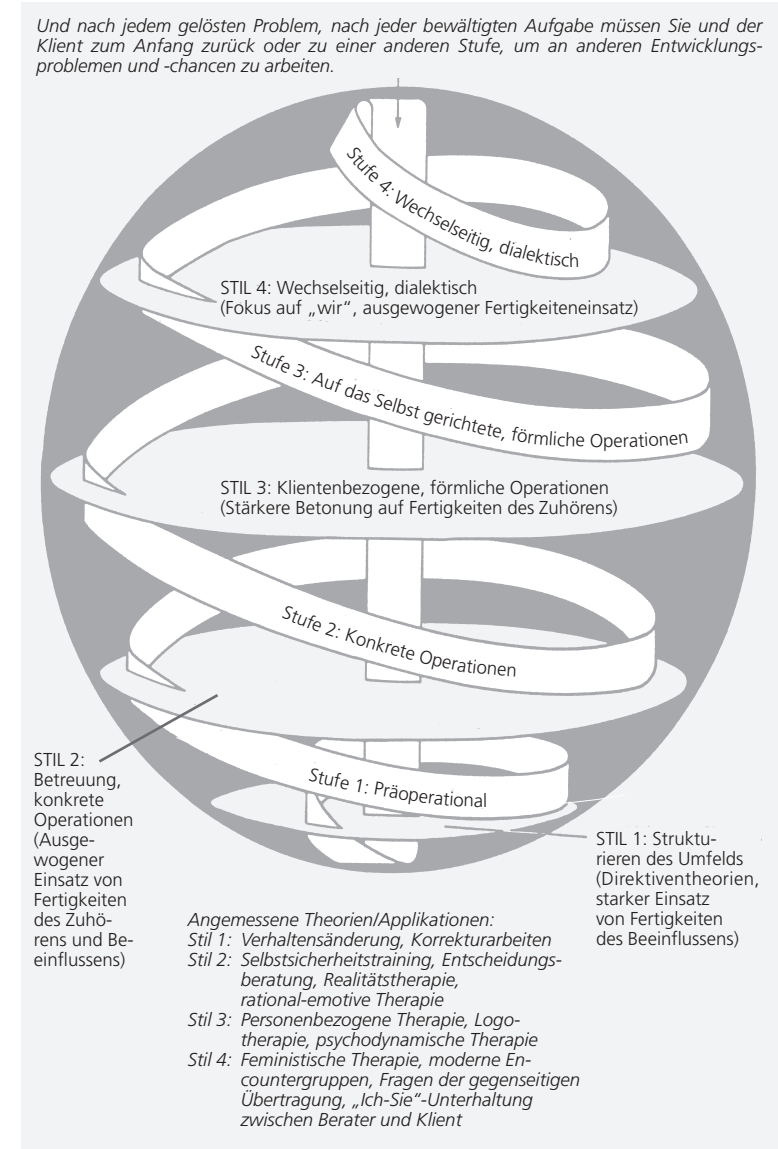 Und nach jedem gelösten Problem, nach jeder bewältigten Aufgabe müssen Sie und der
Klient zum Anfang zurück oder zu einer anderen Stufe, um an anderen Entwicklungs-
problemen und -chancen zu arbeiten.
Stufe 4: Wechselseitig, dialektisch
STIL 4: Wechselseitig, dialektisch
(Fokus auf „wir“, ausgewogener Fertigkeiteneinsatz)
Stufe 3: Auf das Selbst gerichtete, förmliche Operationen
STIL 3: Klientenbezogene, förmliche Operationen
(Stärkere Betonung auf Fertigkeiten des Zuhörens)
Stufe 2: Konkrete Operationen
STIL 2:
Betreuung,
konkrete
Operationen
(Ausge-
wogener
Einsatz von
Fertigkeiten
des Zuhö-
rens und Be-
einflussens)
Stufe 1: Präoperational
STIL 1: Struktu-
rieren des Umfelds
(Direktiventheorien,
starker Einsatz
von Fertigkeiten
des Beeinflussens)
Angemessene Theorien/Applikationen:
Stil 1: Verhaltensänderung, Korrekturarbeiten
Stil 2: Selbstsicherheitstraining, Entscheidungs-
beratung, Realitätstherapie,
rational-emotive Therapie
Stil 3: Personenbezogene Therapie, Logo-
therapie, psychodynamische Therapie
Stil 4: Feministische Therapie, moderne En-
countergruppen, Fragen der gegenseitigen
Übertragung, „Ich-Sie“-Unterhaltung
zwischen Berater und Klient